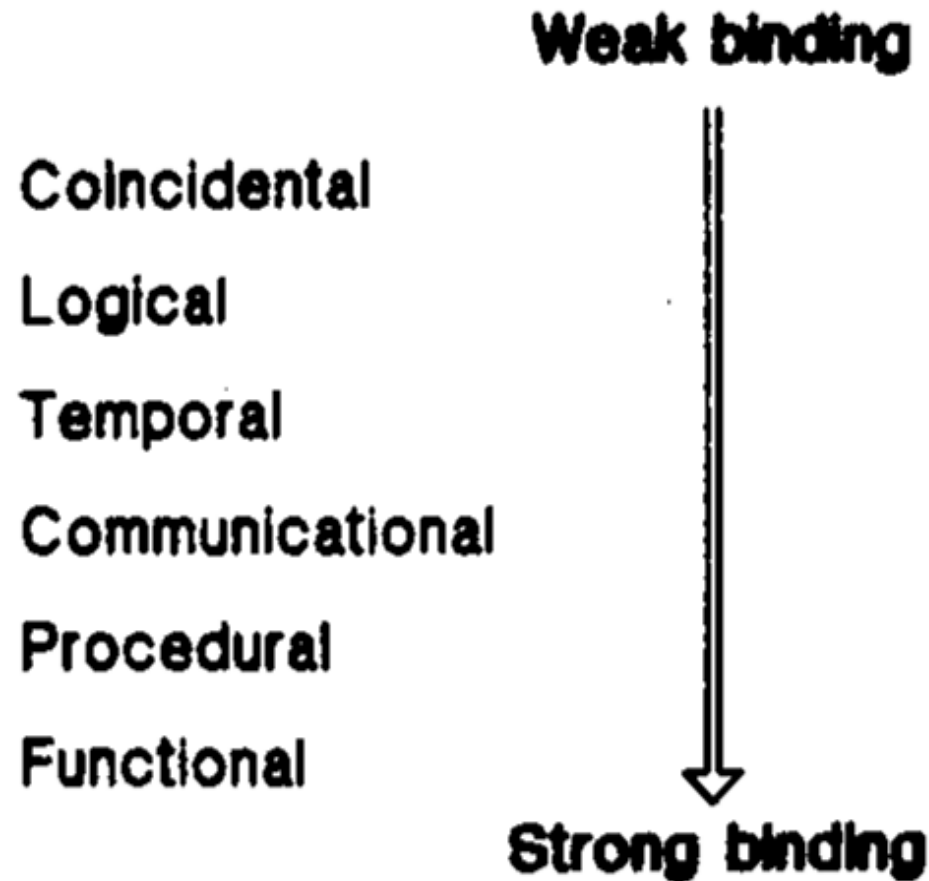 Weak binding
Coincidental
Logical
Temporal
Communicational
Procedural
Functional
Strong binding